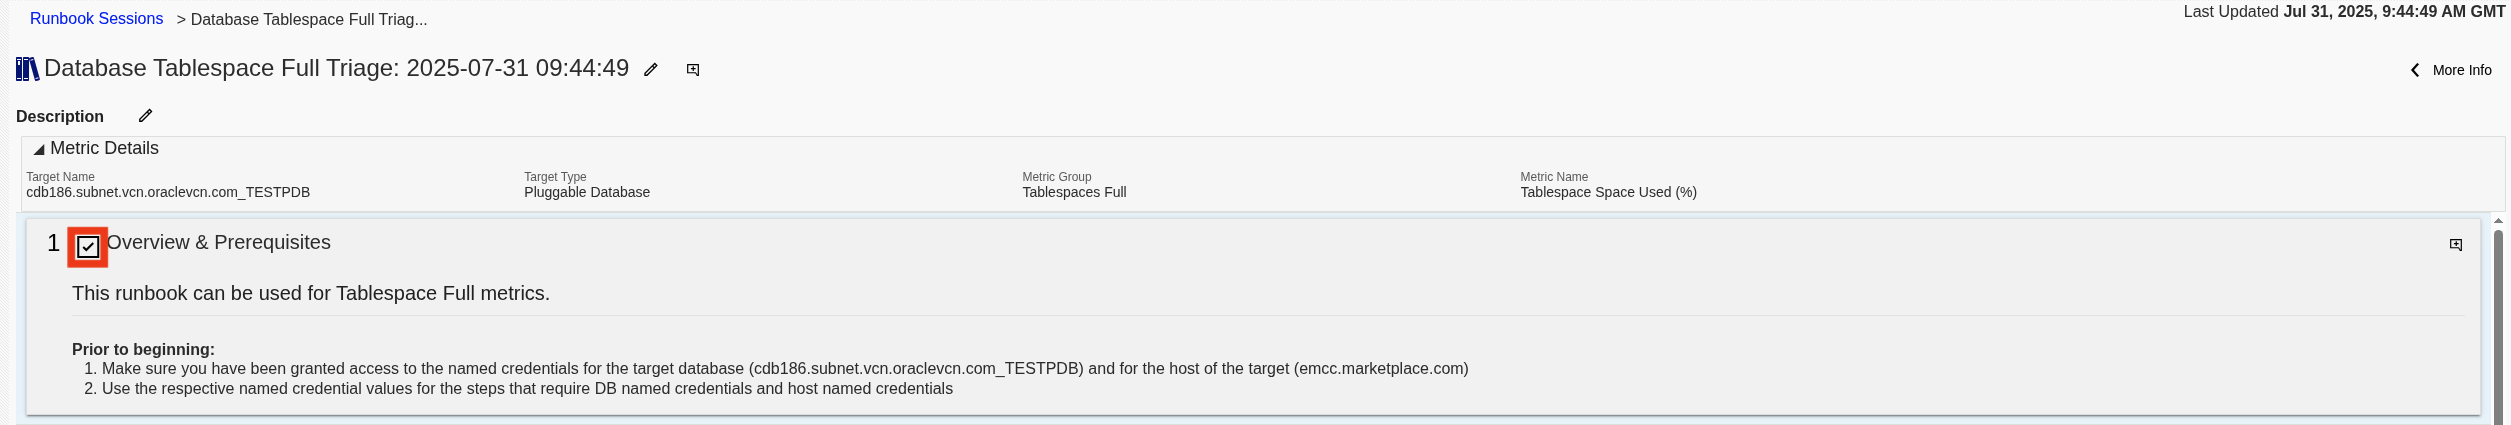 Runbook Sessions > Database Tablespace Full Triag...
Last Updated Jul 31, 2025, 9:44:49 AM GMT
Database Tablespace Full Triage: 2025-07-31 09:44:49
More Info
Description
Metric Details
Target Name
cdb186.subnet.vcn.oraclevcn.com_TESTPDB
Target Type
Pluggable Database
Metric Group
Tablespaces Full
Metric Name
Tablespace Space Used (%)
1 Overview & Prerequisites
This runbook can be used for Tablespace Full metrics.
Prior to beginning:
1. Make sure you have been granted access to the named credentials for the target database (cdb186.subnet.vcn.oraclevcn.com_TESTPDB) and for the host of the target (emcc.marketplace.com)
2. Use the respective named credential values for the steps that require DB named credentials and host named credentials